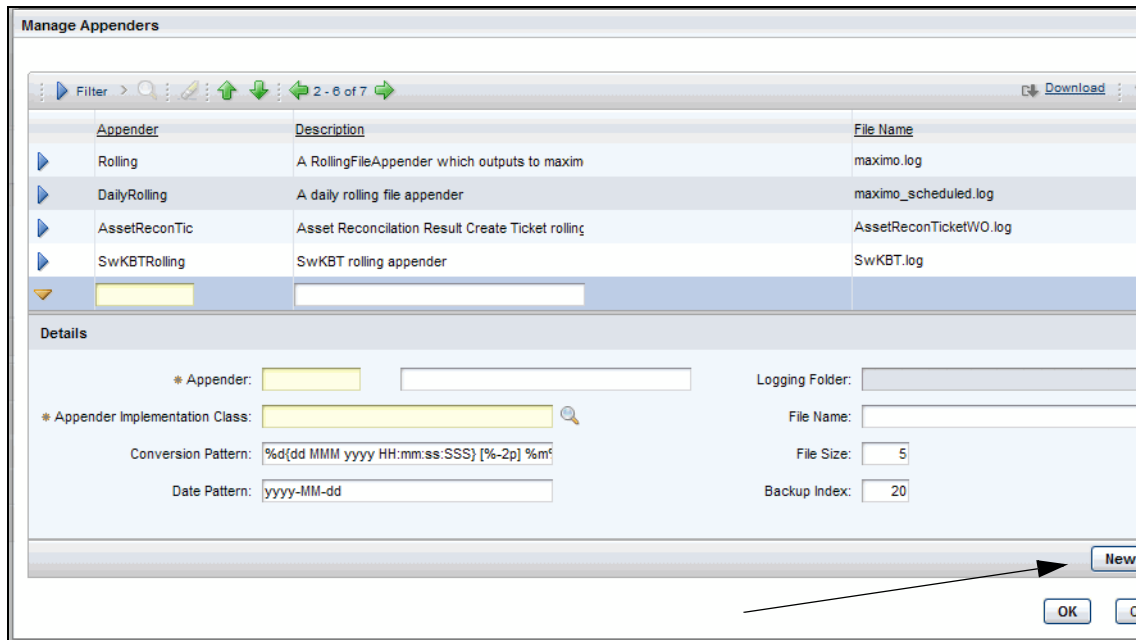 Manage Appenders
Filter 2 - 6 of 7 Download
Appender Description File Name
Rolling A RollingFileAppender which outputs to maxim maximo.log
DailyRolling A daily rolling file appender maximo_scheduled.log
AssetReconTic Asset Reconcilation Result Create Ticket rolling AssetReconTicketWO.log
SwKBTRolling SwKBT rolling appender SwKBT.log
Details
Appender: Logging Folder:
Appender Implementation Class: File Name:
Conversion Pattern: %d{dd MMM yyyy HH:mm:ss:SSS} [%-2p] %m File Size: 5
Date Pattern: yyyy-MM-dd Backup Index: 20
New
OK